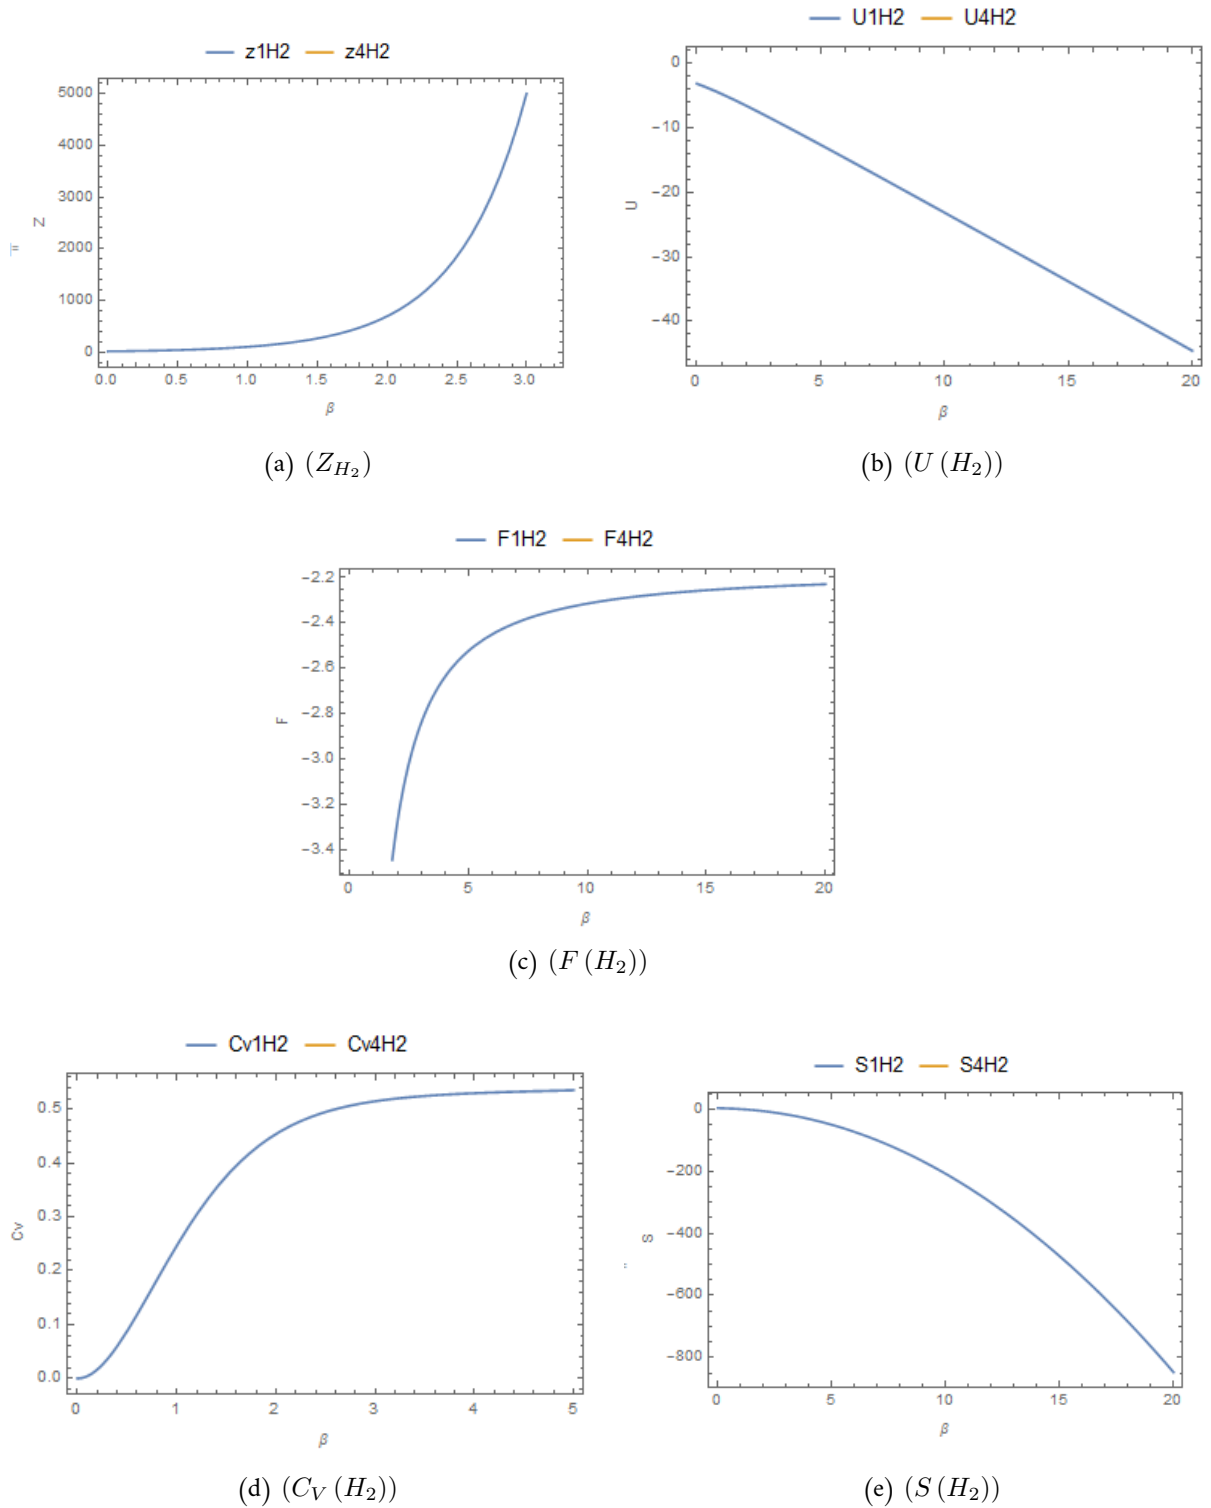 z1H2 z4H2
5000
4000
3000
2000
1000
0
Z
0.0 0.5 1.0 1.5 2.0 2.5 3.0
β
(a) (Z_{H_2})
U1H2 U4H2
0
−10
−20
−30
−40
U
0 5 10 15 20
β
(b) (U (H_2))
F1H2 F4H2
−2.2
−2.4
−2.6
−2.8
−3.0
−3.2
−3.4
F
0 5 10 15 20
β
(c) (F (H_2))
Cv1H2 Cv4H2
0.5
0.4
0.3
0.2
0.1
0.0
Cv
0 1 2 3 4 5
β
(d) (C_V (H_2))
S1H2 S4H2
0
−200
−400
−600
−800
S
0 5 10 15 20
β
(e) (S (H_2))